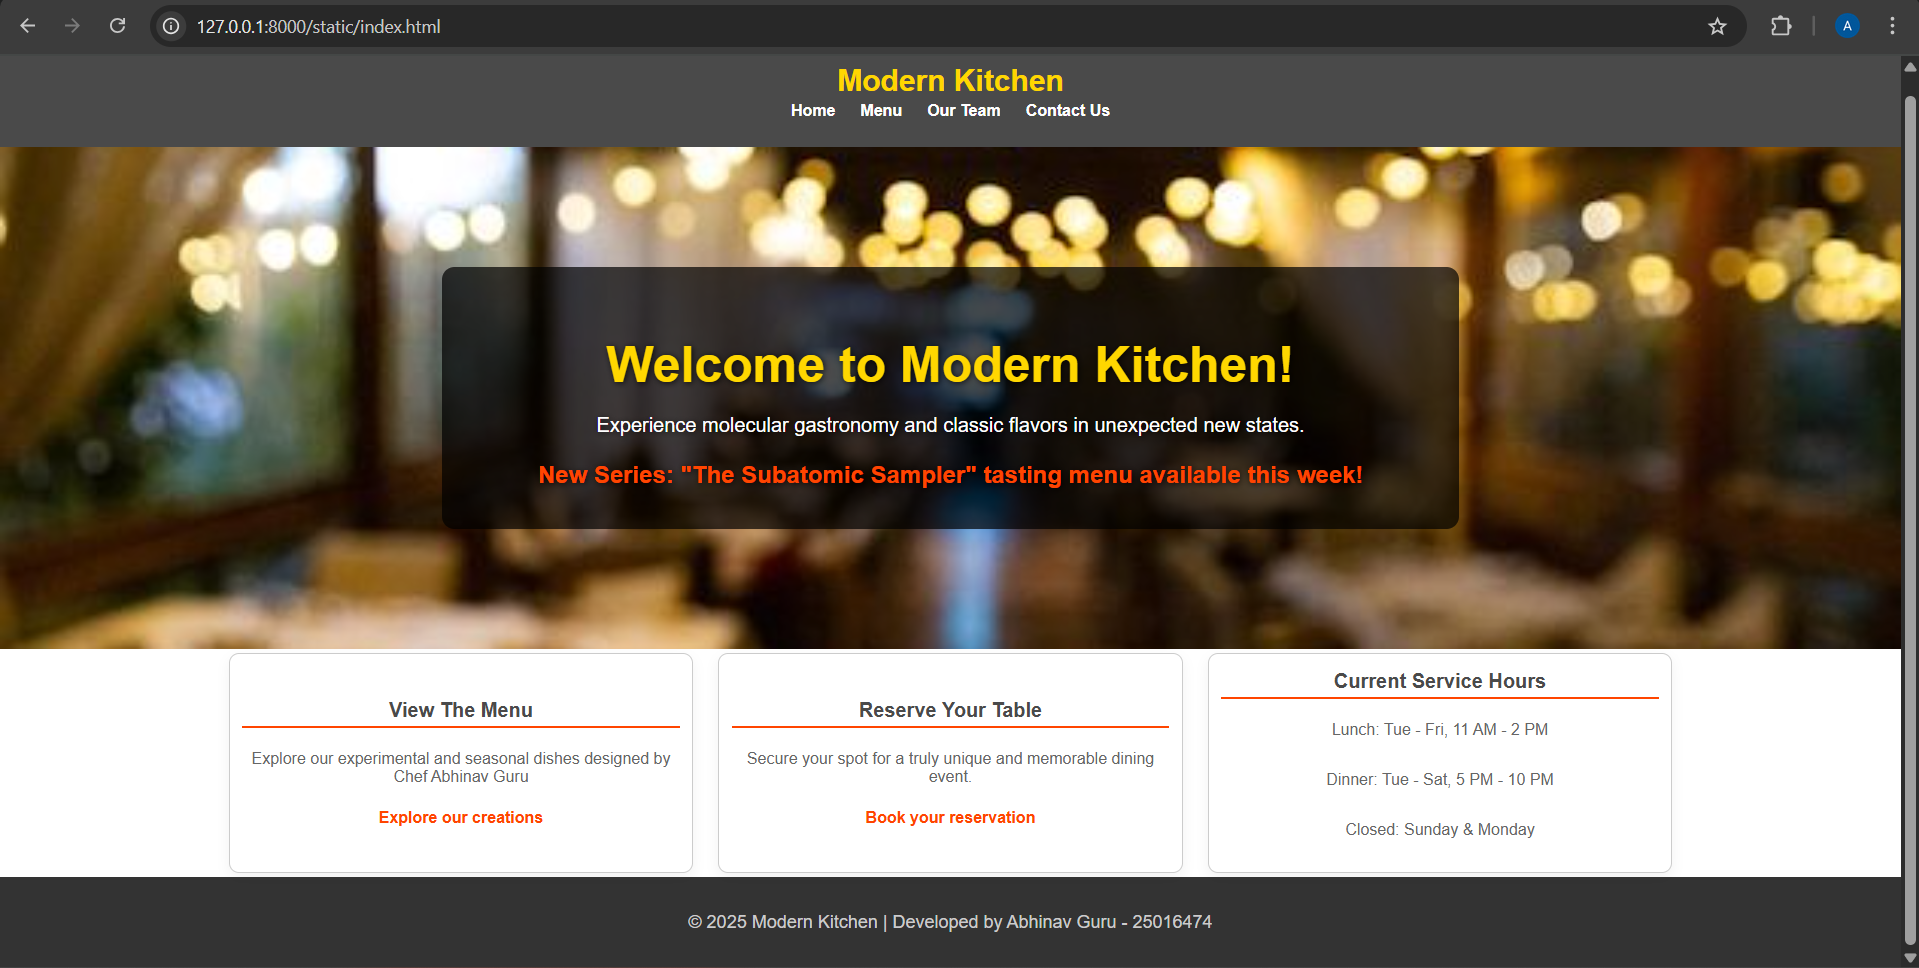 127.0.0.1:8000/static/index.html
A
Modern Kitchen
Home Menu Our Team Contact Us
Welcome to Modern Kitchen!
Experience molecular gastronomy and classic flavors in unexpected new states.
New Series: "The Subatomic Sampler" tasting menu available this week!
View The Menu
Explore our experimental and seasonal dishes designed by
Chef Abhinav Guru
Explore our creations
Reserve Your Table
Secure your spot for a truly unique and memorable dining
event.
Book your reservation
Current Service Hours
Lunch: Tue - Fri, 11 AM - 2 PM
Dinner: Tue - Sat, 5 PM - 10 PM
Closed: Sunday & Monday
© 2025 Modern Kitchen | Developed by Abhinav Guru - 25016474